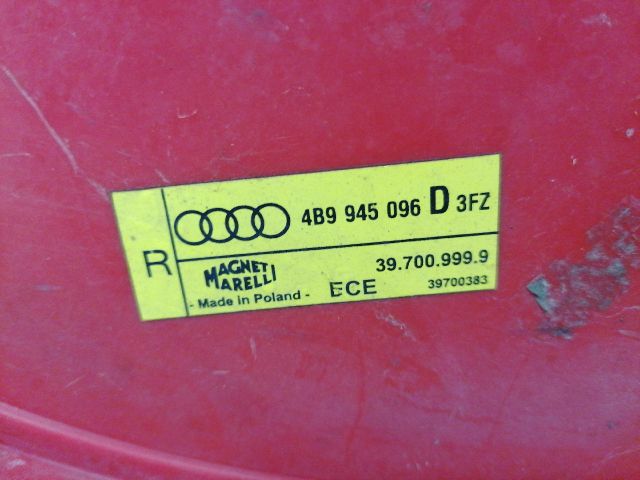 4B9 945 096 D 3FZ
R
MAGNETI MARELLI
39.700.999.9
- Made in Poland - ECE 39700383